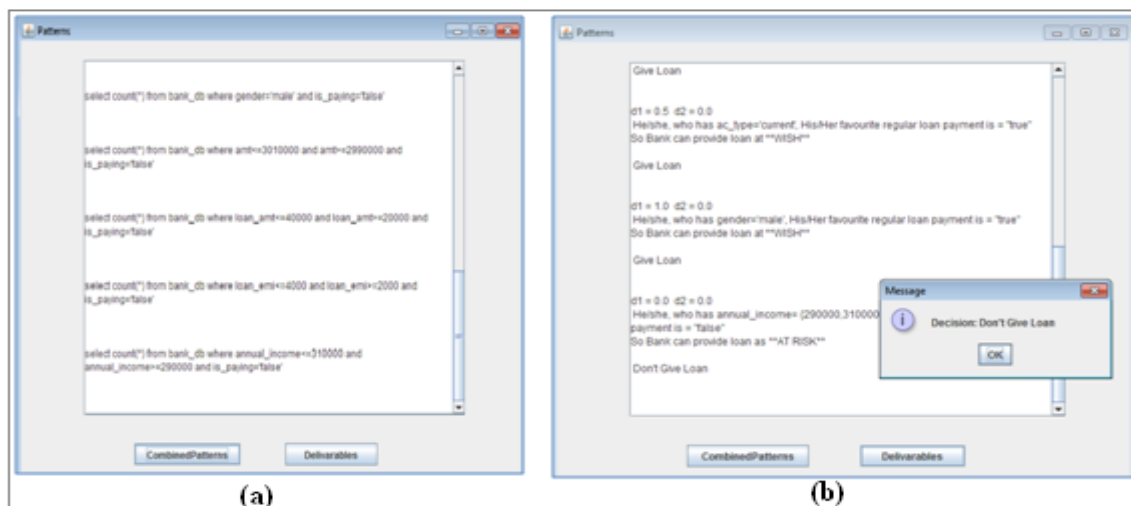 Patterns
select count(*) from bank_db where gender='male' and is_paying='false'
select count(*) from bank_db where amt<=3010000 and amt>=2990000 and
is_paying='false'
select count(*) from bank_db where loan_amt<=40000 and loan_amt>=20000 and
is_paying='false'
select count(*) from bank_db where loan_emi<=4000 and loan_emi>=2000 and
is_paying='false'
select count(*) from bank_db where annual_income<=310000 and
annual_income>=290000 and is_paying='false'
CombinedPatterns
Delivarables
(a)
Patterns
Give Loan
d1 = 0.5 d2 = 0.0
He/she, who has ac_type='current', His/Her favourite regular loan payment is = "true"
So Bank can provide loan at **WISH**
Give Loan
d1 = 1.0 d2 = 0.0
He/she, who has gender='male', His/Her favourite regular loan payment is = "true"
So Bank can provide loan at **WISH**
Give Loan
d1 = 0.0 d2 = 0.0
He/she, who has annual_income= {290000,310000
payment is = "false"
So Bank can provide loan as **AT RISK**
Don't Give Loan
Message
Decision: Don't Give Loan
OK
CombinedPatterns
Delivarables
(b)